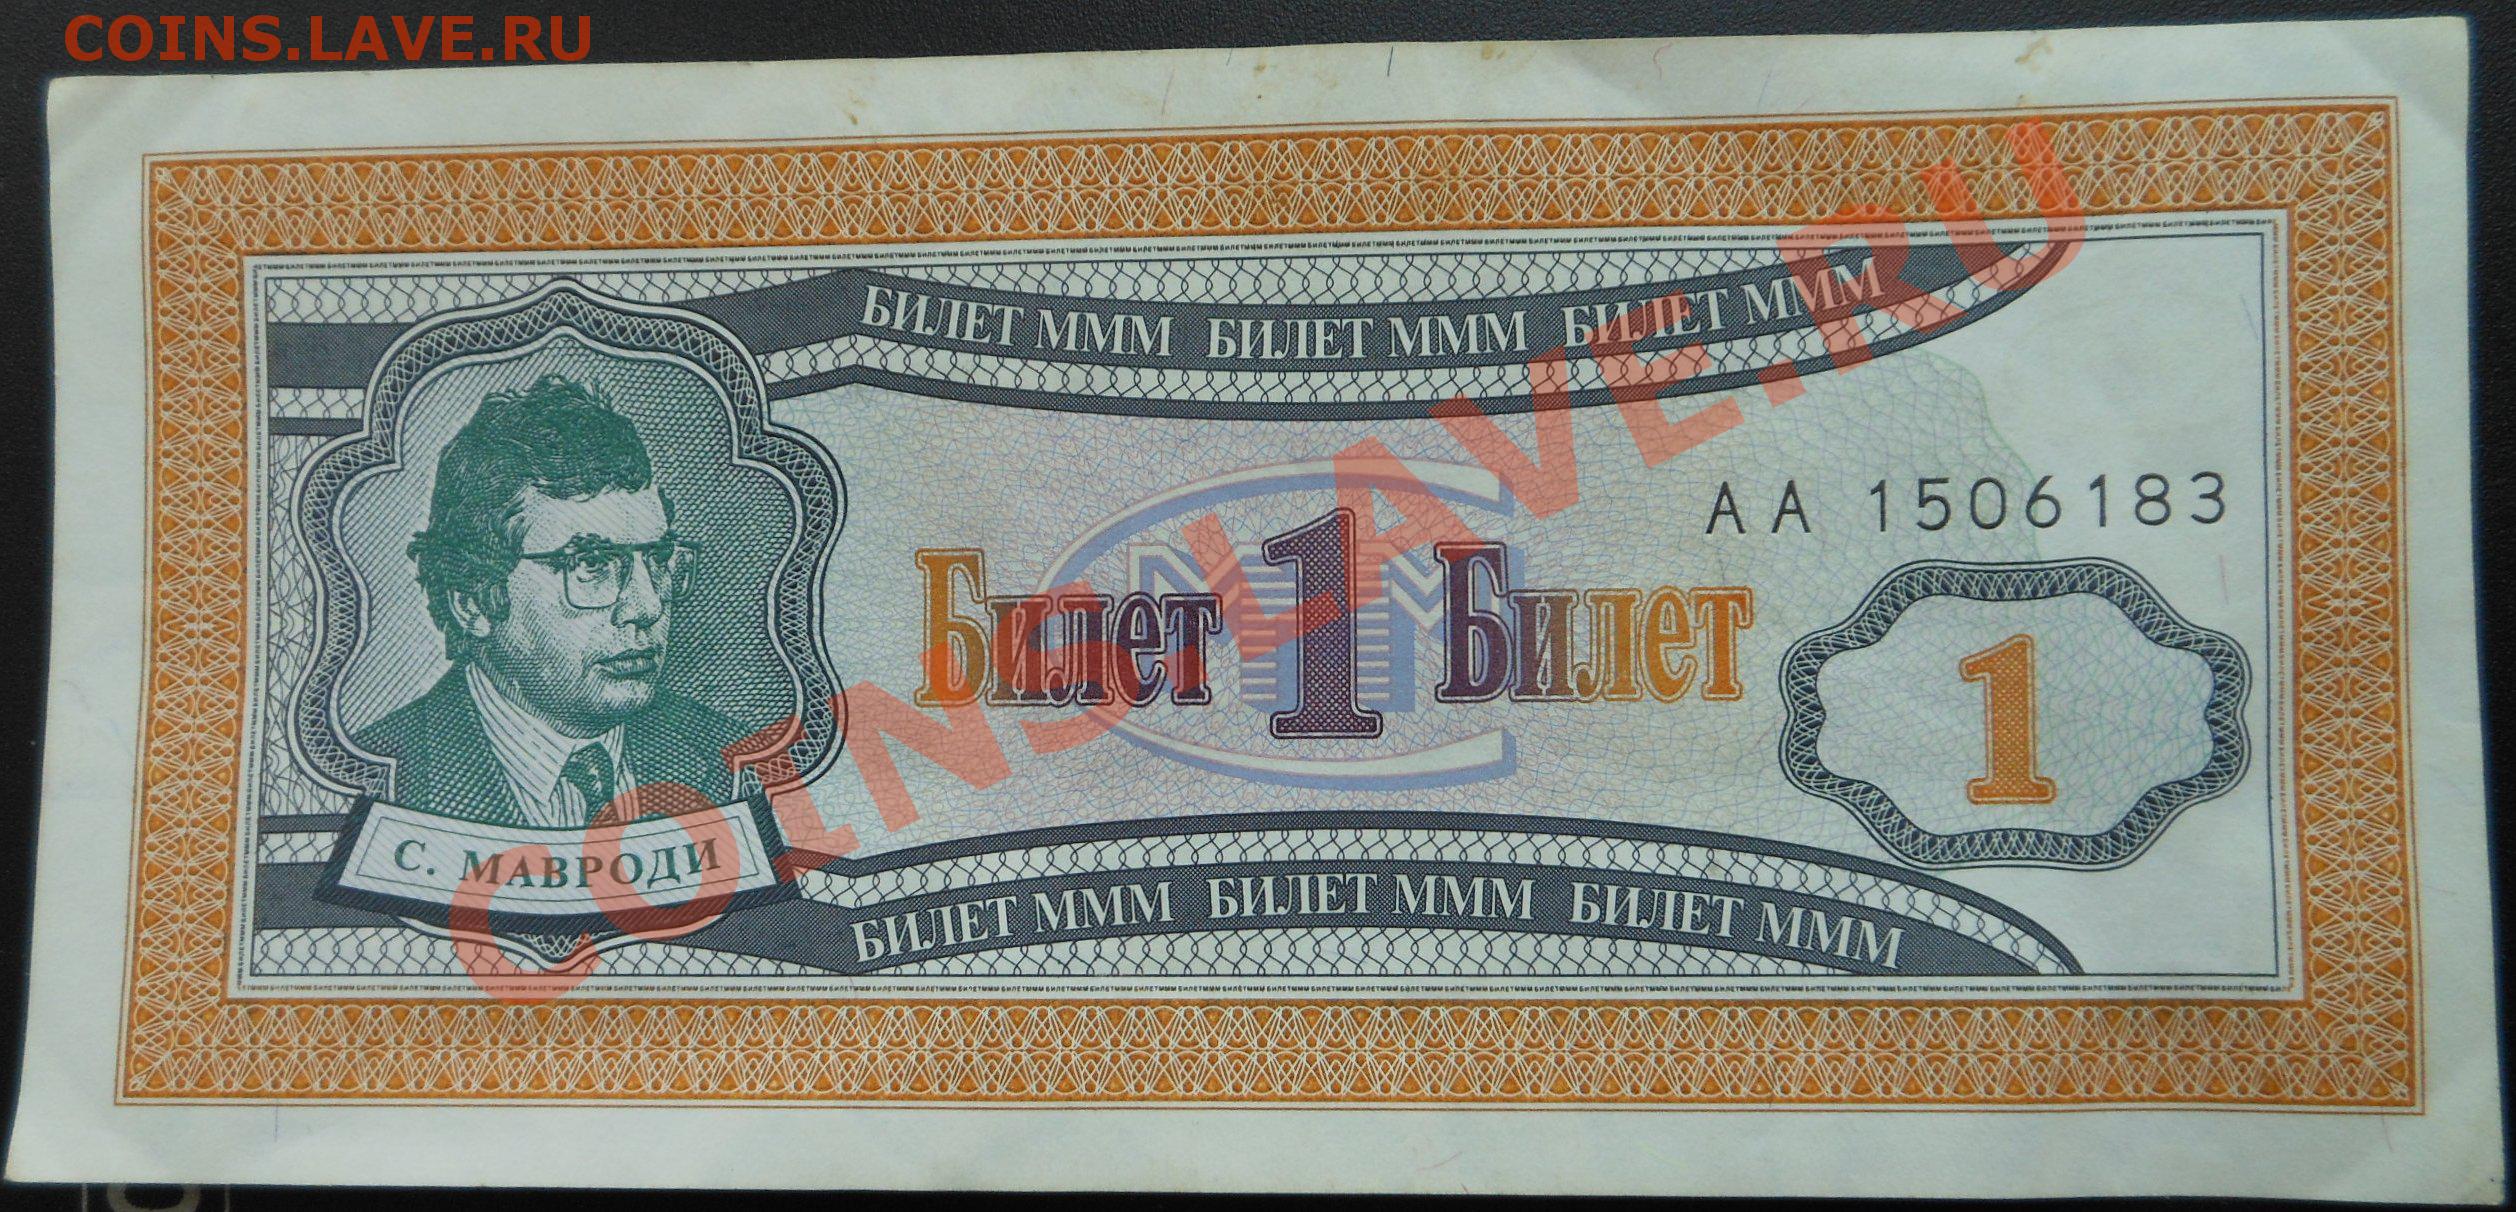 COINS.LAVE.RU
БИЛЕТ МММ БИЛЕТ МММ БИЛЕТ МММ
АА 1506183
Билет 1 Билет
1
С. МАВРОДИ
БИЛЕТ МММ БИЛЕТ МММ БИЛЕТ МММ
COINS.LAVE.RU